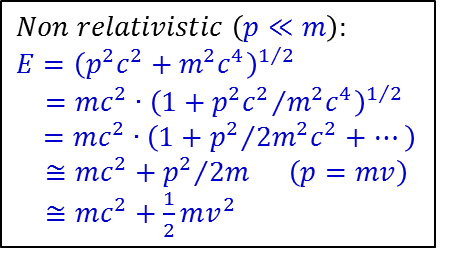 Non relativistic (p ≪ m):
E = (p²c² + m²c⁴)^{1/2}
= mc² · (1 + p²c²/m²c⁴)^{1/2}
= mc² · (1 + p²/2m²c² + ⋯ )
≅ mc² + p²/2m (p = mv)
≅ mc² + ½mv²